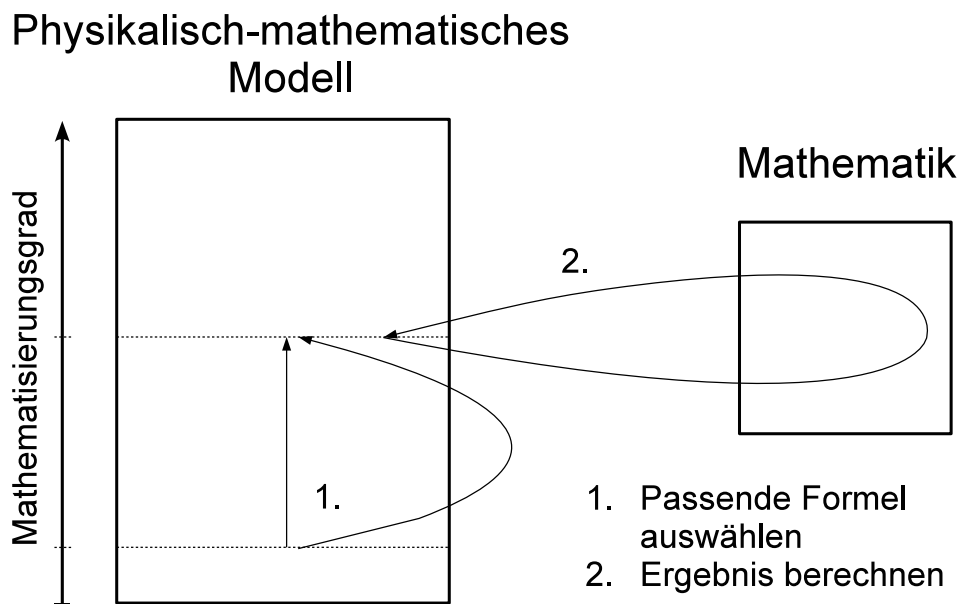 Physikalisch-mathematisches
Modell
Mathematik
Mathematisierungsgrad
2.
1.
1. Passende Formel
auswählen
2. Ergebnis berechnen